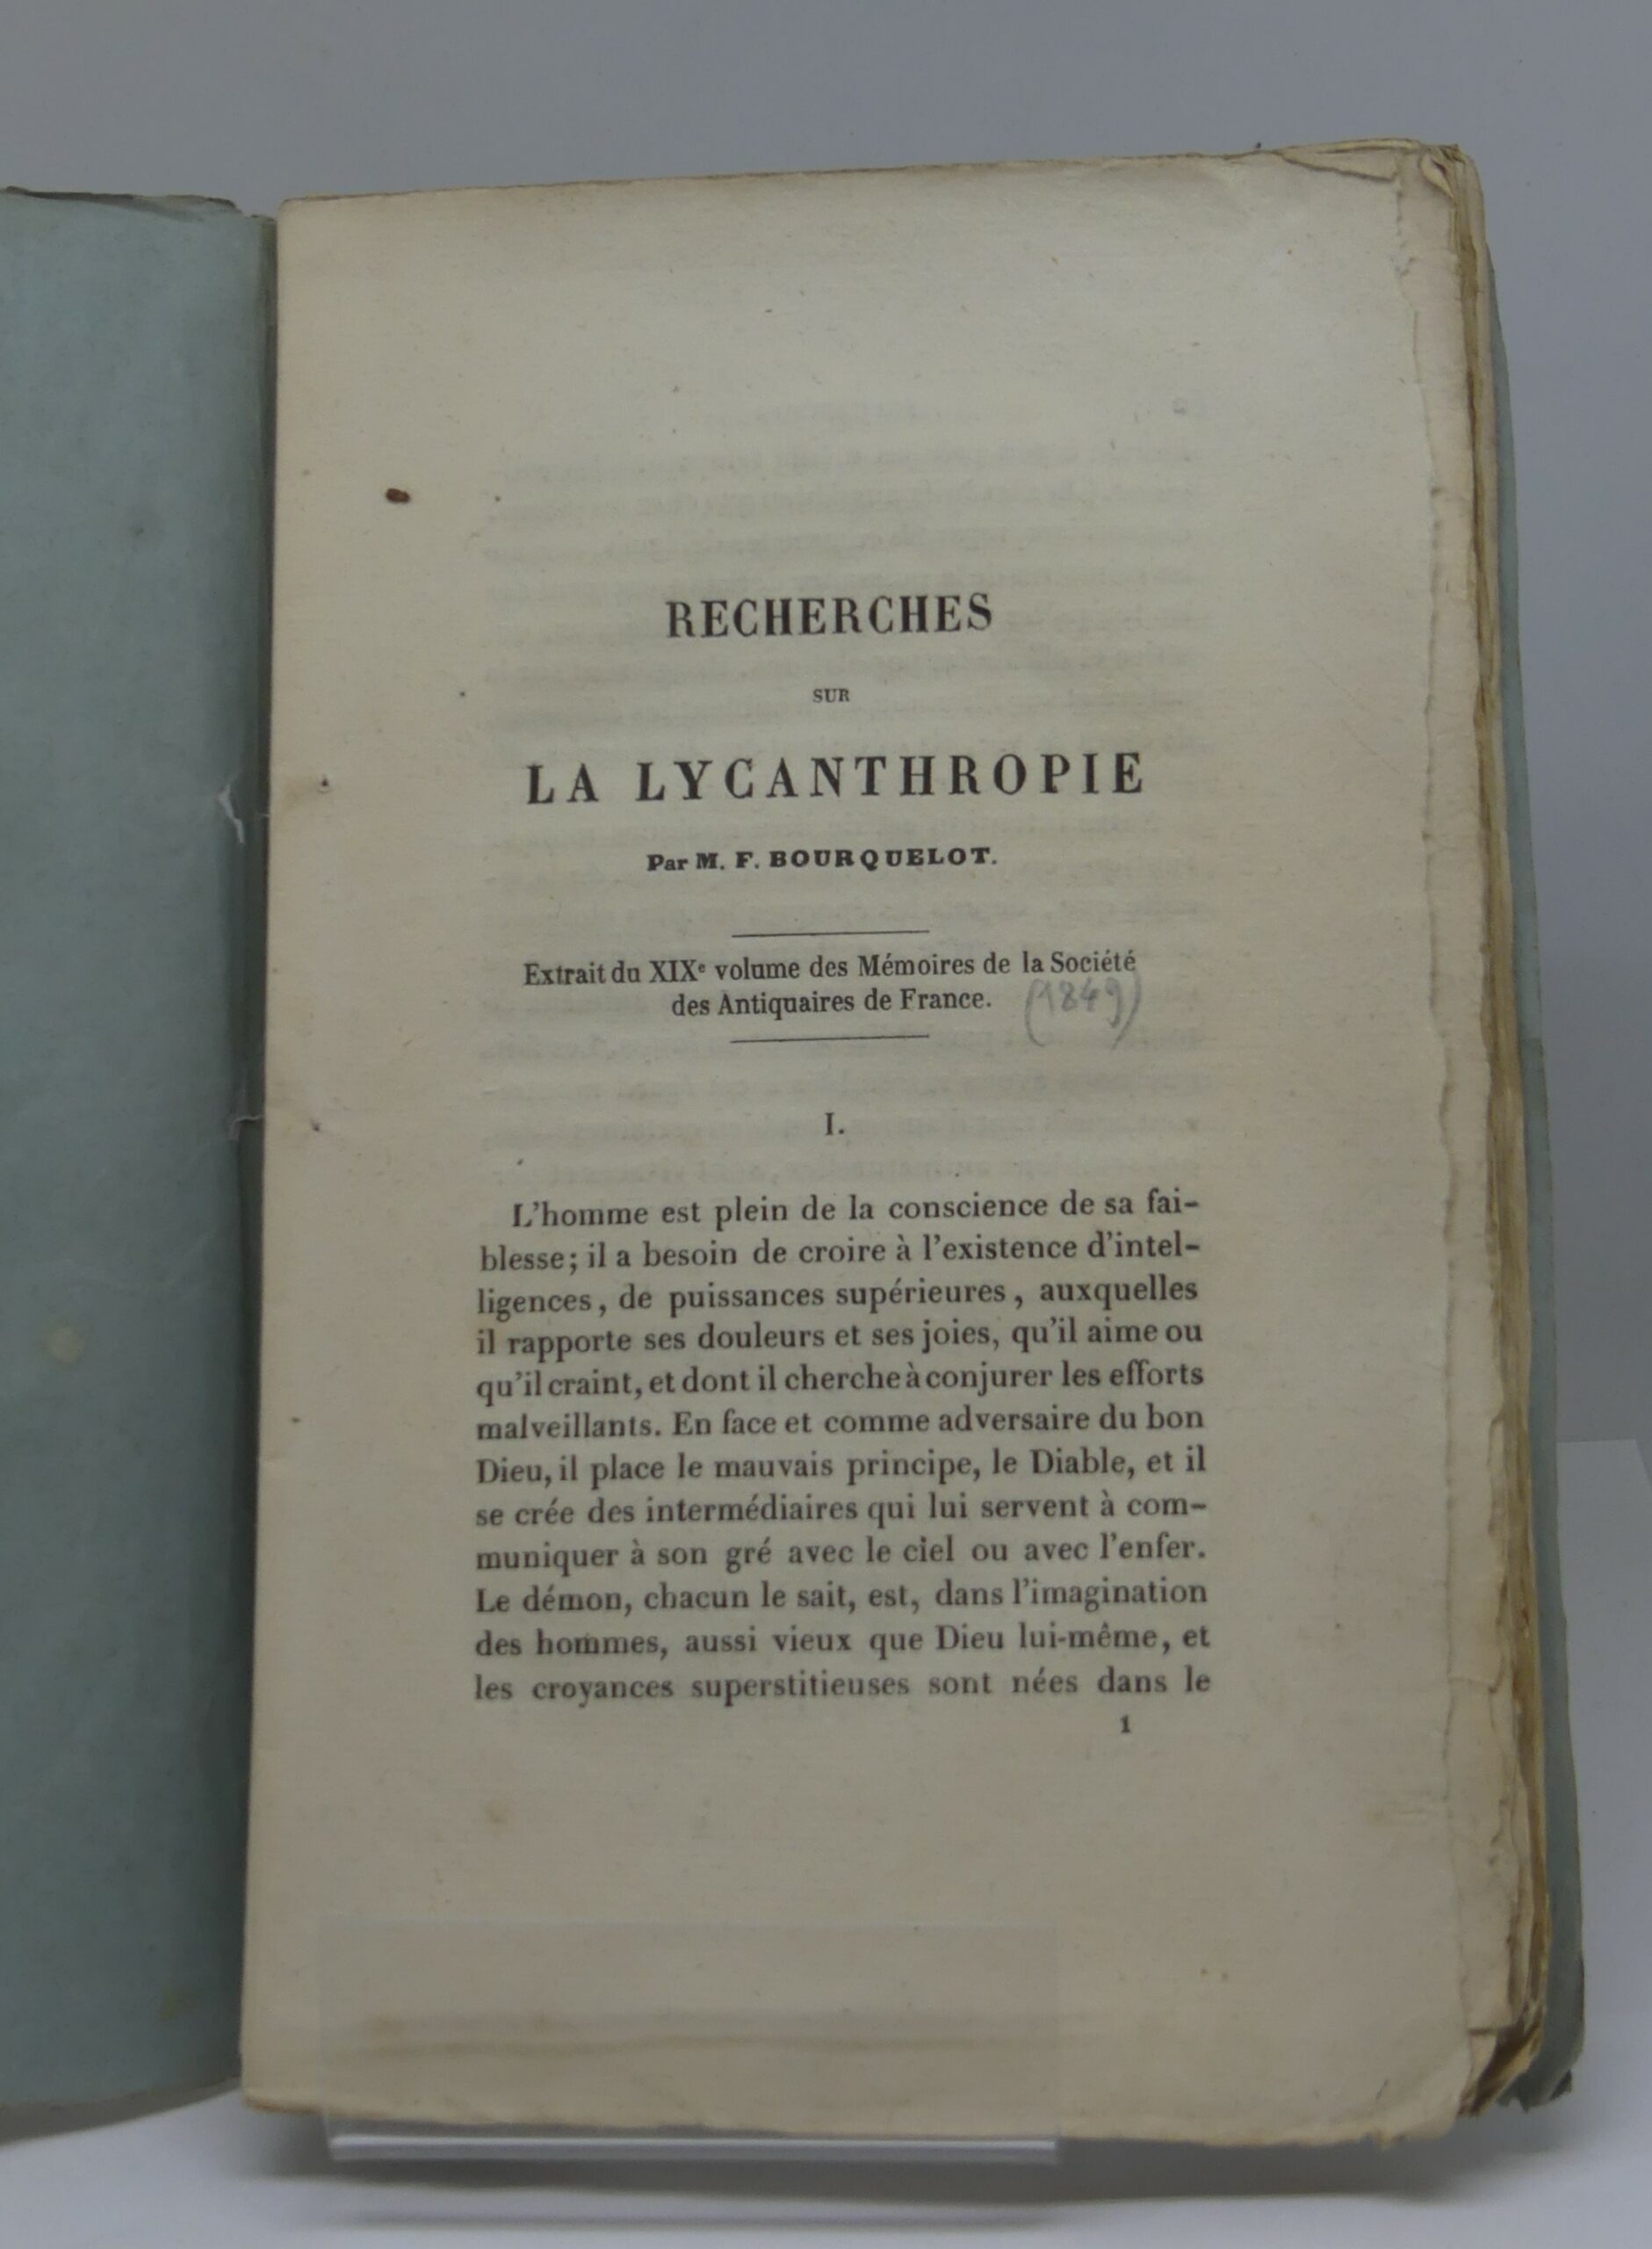 RECHERCHES
SUR
LA LYCANTHROPIE
Par M. F. BOURQUELOT.
Extrait du XIXe volume des Mémoires de la Société
des Antiquaires de France. (1849)
I.
L'homme est plein de la conscience de sa fai-
blesse; il a besoin de croire à l'existence d'intel-
ligences, de puissances supérieures, auxquelles
il rapporte ses douleurs et ses joies, qu'il aime ou
qu'il craint, et dont il cherche à conjurer les efforts
malveillants. En face et comme adversaire du bon
Dieu, il place le mauvais principe, le Diable, et il
se crée des intermédiaires qui lui servent à com-
muniquer à son gré avec le ciel ou avec l'enfer.
Le démon, chacun le sait, est, dans l'imagination
des hommes, aussi vieux que Dieu lui-même, et
les croyances superstitieuses sont nées dans le
1